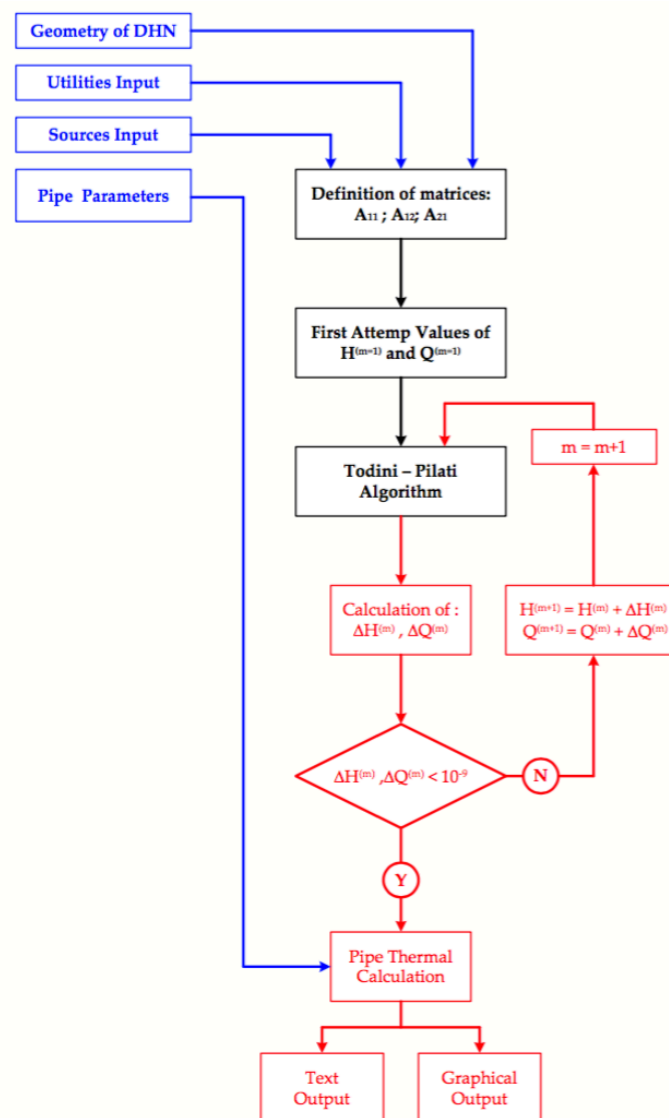 Geometry of DHN
Utilities Input
Sources Input
Pipe Parameters
Definition of matrices:
A₁₁ ; A₁₂; A₂₁
First Attemp Values of
H⁽ᵐ⁼¹⁾ and Q⁽ᵐ⁼¹⁾
m = m+1
Todini – Pilati
Algorithm
Calculation of :
ΔH⁽ᵐ⁾ , ΔQ⁽ᵐ⁾
H⁽ᵐ⁺¹⁾ = H⁽ᵐ⁾ + ΔH⁽ᵐ⁾
Q⁽ᵐ⁺¹⁾ = Q⁽ᵐ⁾ + ΔQ⁽ᵐ⁾
ΔH⁽ᵐ⁾ ,ΔQ⁽ᵐ⁾ < 10⁻⁹
N
Y
Pipe Thermal
Calculation
Text
Output
Graphical
Output